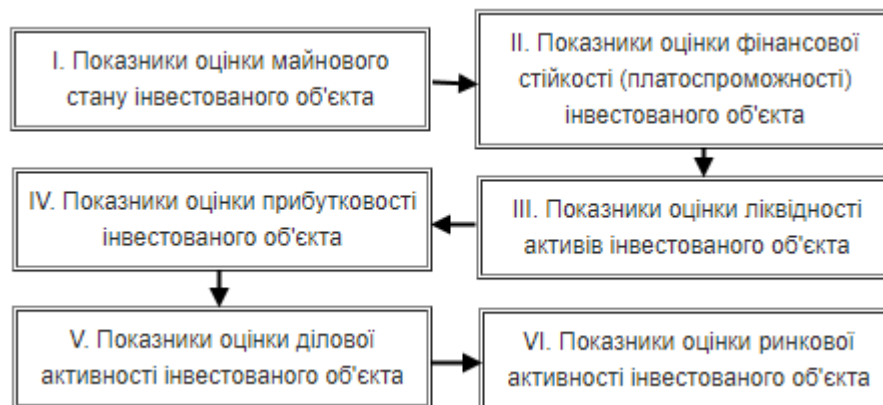 I. Показники оцінки майнового
стану інвестованого об'єкта
II. Показники оцінки фінансової
стійкості (платоспроможності)
інвестованого об'єкта
III. Показники оцінки ліквідності
активів інвестованого об'єкта
IV. Показники оцінки прибутковості
інвестованого об'єкта
V. Показники оцінки ділової
активності інвестованого об'єкта
VI. Показники оцінки ринкової
активності інвестованого об'єкта